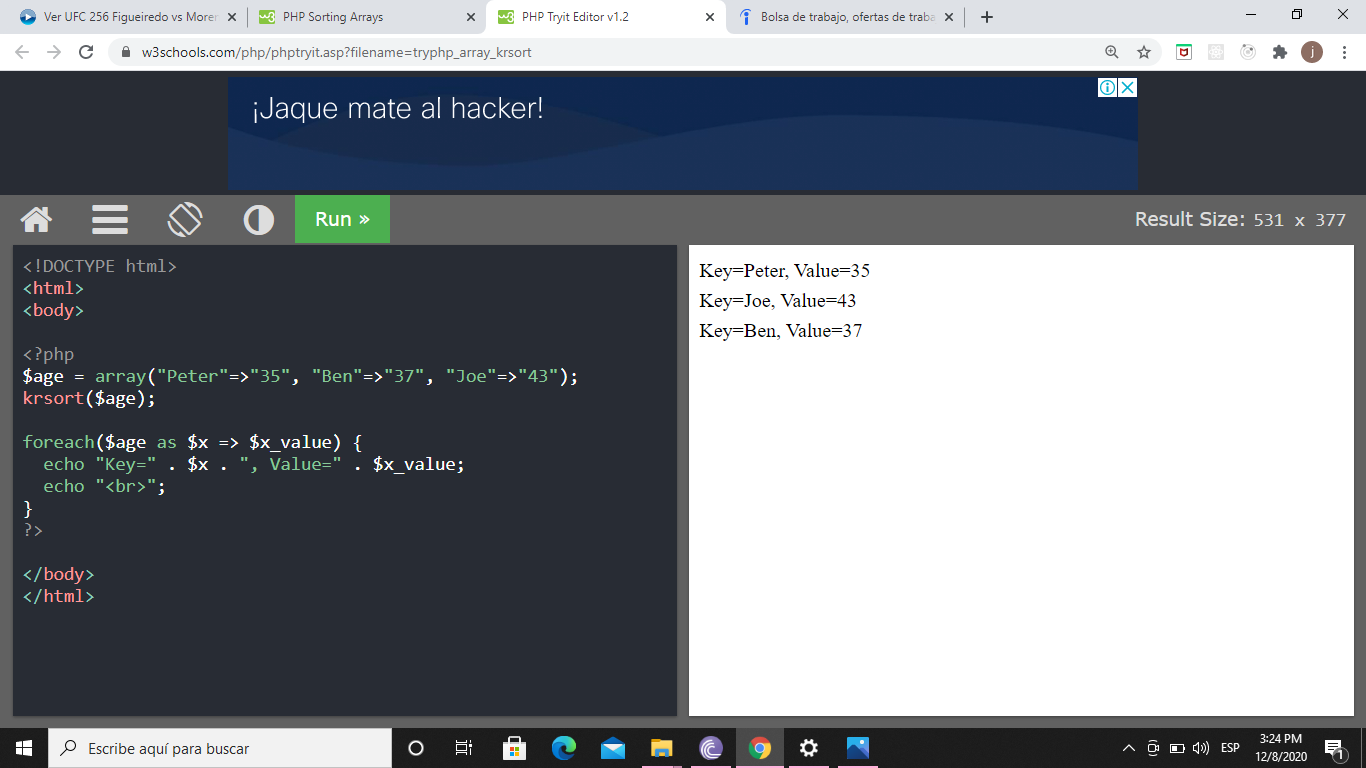 Ver UFC 256 Figueiredo vs Moren
PHP Sorting Arrays
PHP Tryit Editor v1.2
Bolsa de trabajo, ofertas de traba
w3schools.com/php/phptryit.asp?filename=tryphp_array_krsort
j
¡Jaque mate al hacker!
Run »
Result Size: 531 x 377
<!DOCTYPE html>
<html>
<body>
<?php
$age = array("Peter"=>"35", "Ben"=>"37", "Joe"=>"43");
krsort($age);
foreach($age as $x => $x_value) {
  echo "Key=" . $x . ", Value=" . $x_value;
  echo "<br>";
}
?>
</body>
</html>
Key=Peter, Value=35
Key=Joe, Value=43
Key=Ben, Value=37
Escribe aquí para buscar
ESP
3:24 PM
12/8/2020
1